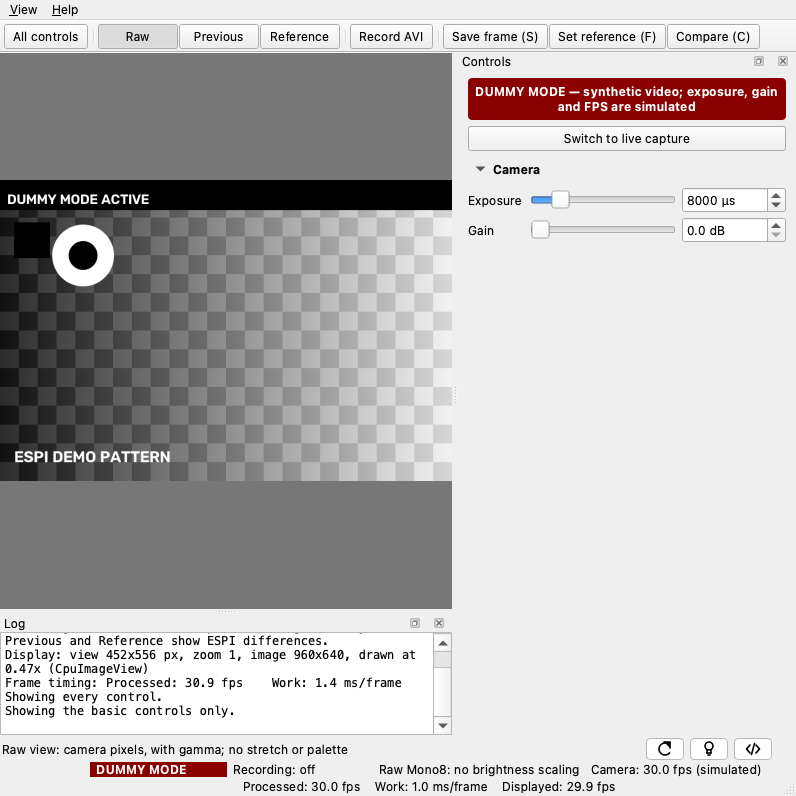 View Help
All controls Raw Previous Reference Record AVI Save frame (S) Set reference (F) Compare (C)
Controls
DUMMY MODE — synthetic video; exposure, gain
and FPS are simulated
Switch to live capture
Camera
Exposure 8000 µs
Gain 0.0 dB
DUMMY MODE ACTIVE
ESPI DEMO PATTERN
Log
Previous and Reference show ESPI differences.
Display: view 452x556 px, zoom 1, image 960x640, drawn at
0.47x (CpuImageView)
Frame timing: Processed: 30.9 fps Work: 1.4 ms/frame
Showing every control.
Showing the basic controls only.
Raw view: camera pixels, with gamma; no stretch or palette
DUMMY MODE Recording: off Raw Mono8: no brightness scaling Camera: 30.0 fps (simulated)
Processed: 30.0 fps Work: 1.0 ms/frame Displayed: 29.9 fps